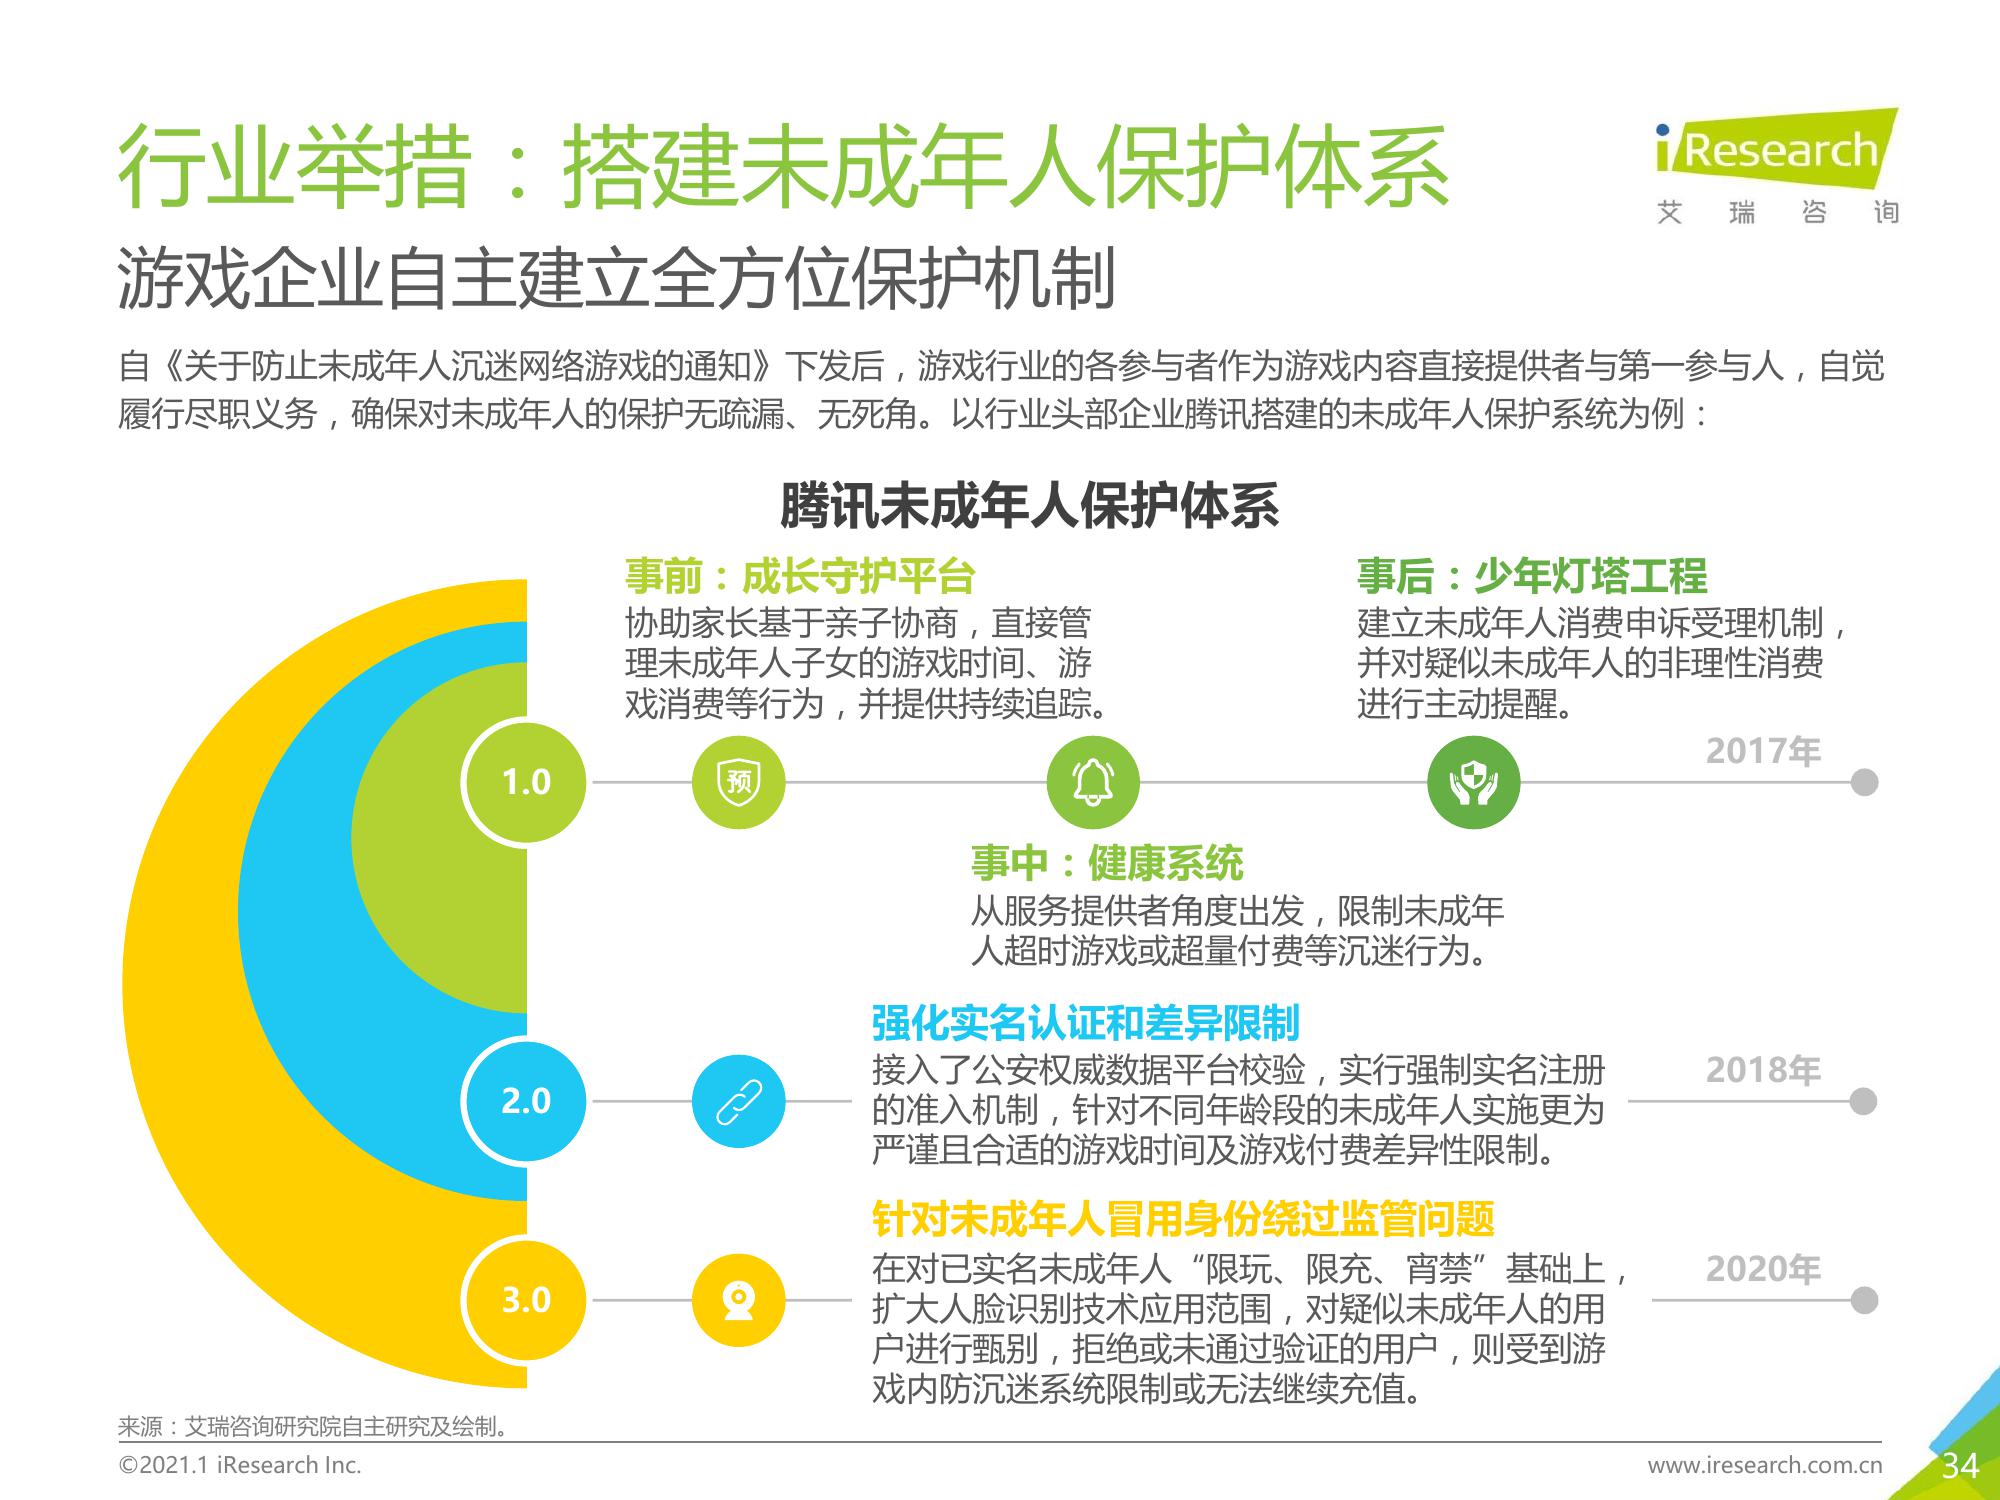 行业举措：搭建未成年人保护体系
iResearch
艾瑞咨询
游戏企业自主建立全方位保护机制
自《关于防止未成年人沉迷网络游戏的通知》下发后，游戏行业的各参与者作为游戏内容直接提供者与第一参与人，自觉
履行尽职义务，确保对未成年人的保护无疏漏、无死角。以行业头部企业腾讯搭建的未成年人保护系统为例：
腾讯未成年人保护体系
事前：成长守护平台
协助家长基于亲子协商，直接管
理未成年人子女的游戏时间、游
戏消费等行为，并提供持续追踪。
事后：少年灯塔工程
建立未成年人消费申诉受理机制，
并对疑似未成年人的非理性消费
进行主动提醒。
2017年
1.0
预
事中：健康系统
从服务提供者角度出发，限制未成年
人超时游戏或超量付费等沉迷行为。
强化实名认证和差异限制
接入了公安权威数据平台校验，实行强制实名注册
的准入机制，针对不同年龄段的未成年人实施更为
严谨且合适的游戏时间及游戏付费差异性限制。
2018年
2.0
针对未成年人冒用身份绕过监管问题
在对已实名未成年人“限玩、限充、宵禁”基础上，
扩大人脸识别技术应用范围，对疑似未成年人的用
户进行甄别，拒绝或未通过验证的用户，则受到游
戏内防沉迷系统限制或无法继续充值。
2020年
3.0
来源：艾瑞咨询研究院自主研究及绘制。
©2021.1 iResearch Inc.
www.iresearch.com.cn
34